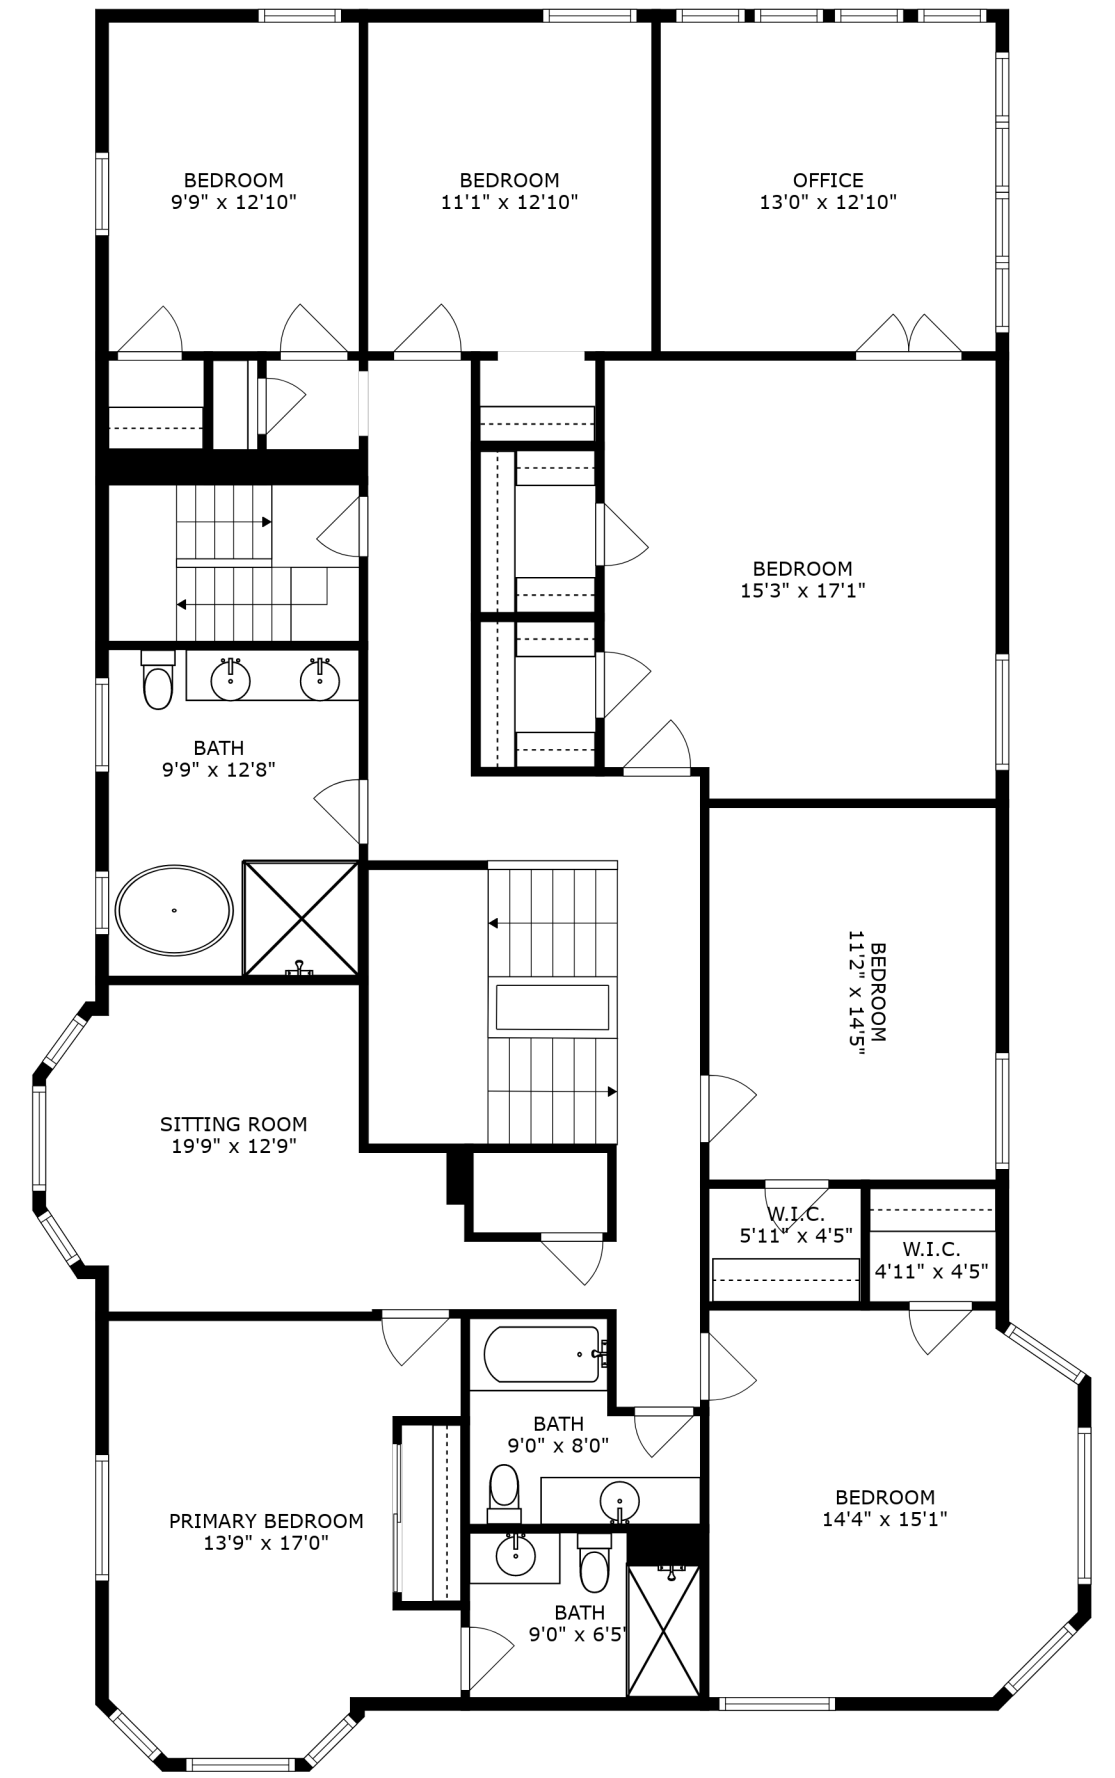 BEDROOM
9'9" x 12'10"
BEDROOM
11'1" x 12'10"
OFFICE
13'0" x 12'10"
BEDROOM
15'3" x 17'1"
BATH
9'9" x 12'8"
BEDROOM
11'2" x 14'5"
SITTING ROOM
19'9" x 12'9"
W.I.C.
5'11" x 4'5"
W.I.C.
4'11" x 4'5"
BATH
9'0" x 8'0"
BEDROOM
14'4" x 15'1"
PRIMARY BEDROOM
13'9" x 17'0"
BATH
9'0" x 6'5'